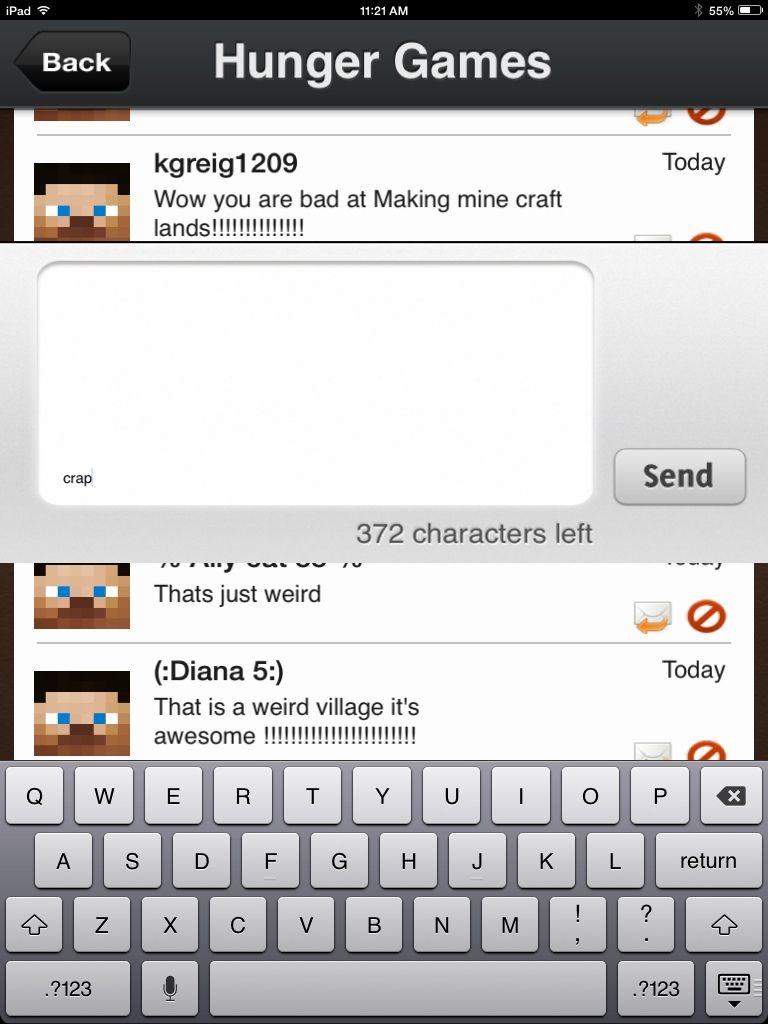 iPad 11:21 AM 55%
Back Hunger Games
kgreig1209 Today
Wow you are bad at Making mine craft
lands!!!!!!!!!!!!!!
crap
Send
372 characters left
Thats just weird
(:Diana 5:) Today
That is a weird village it's
awesome !!!!!!!!!!!!!!!!!!!!!!!
Q W E R T Y U I O P
A S D F G H J K L return
Z X C V B N M ! , ? .
.?123 .?123